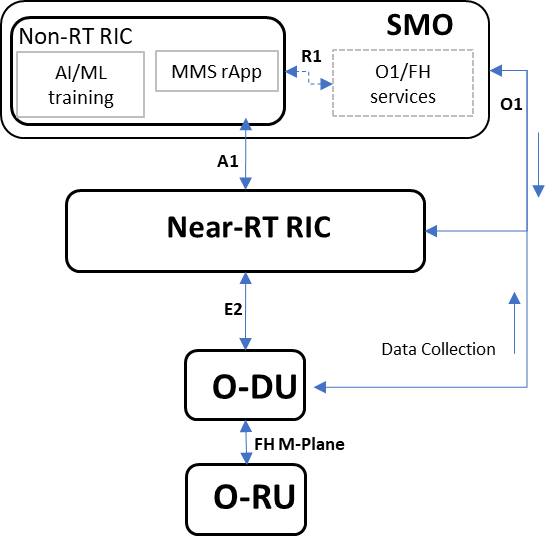 SMO
Non-RT RIC
AI/ML
training
MMS rApp
R1
O1/FH
services
O1
A1
Near-RT RIC
E2
Data Collection
O-DU
FH M-Plane
O-RU